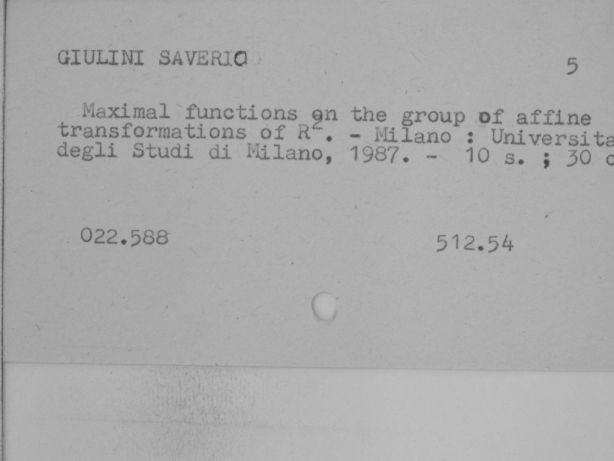 GIULINI SAVERIO
5
Maximal functions on the group of affine
transformations of R². - Milano : Universita
degli Studi di Milano, 1987. - 10 s. ; 30 c
022.588 512.54